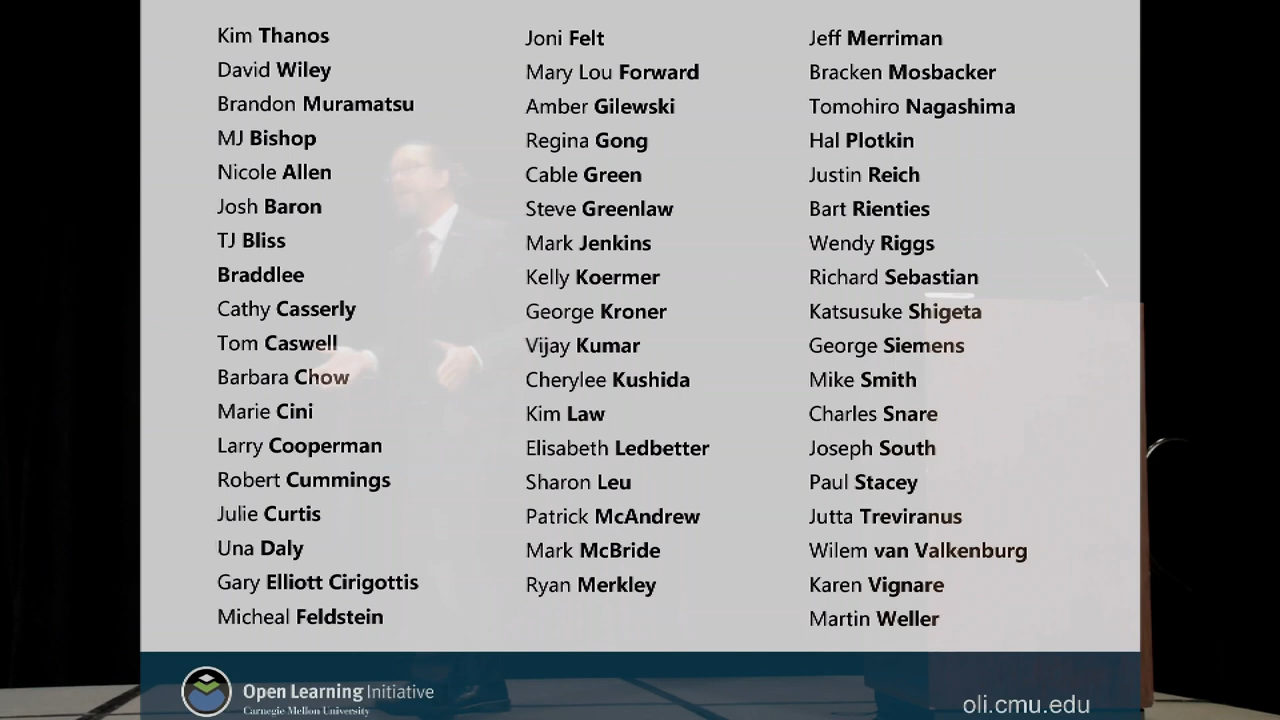 Kim Thanos
David Wiley
Brandon Muramatsu
MJ Bishop
Nicole Allen
Josh Baron
TJ Bliss
Braddlee
Cathy Casserly
Tom Caswell
Barbara Chow
Marie Cini
Larry Cooperman
Robert Cummings
Julie Curtis
Una Daly
Gary Elliott Cirigottis
Micheal Feldstein
Joni Felt
Mary Lou Forward
Amber Gilewski
Regina Gong
Cable Green
Steve Greenlaw
Mark Jenkins
Kelly Koermer
George Kroner
Vijay Kumar
Cherylee Kushida
Kim Law
Elisabeth Ledbetter
Sharon Leu
Patrick McAndrew
Mark McBride
Ryan Merkley
Jeff Merriman
Bracken Mosbacker
Tomohiro Nagashima
Hal Plotkin
Justin Reich
Bart Rienties
Wendy Riggs
Richard Sebastian
Katsusuke Shigeta
George Siemens
Mike Smith
Charles Snare
Joseph South
Paul Stacey
Jutta Treviranus
Wilem van Valkenburg
Karen Vignare
Martin Weller
Open Learning Initiative
Carnegie Mellon University
oli.cmu.edu